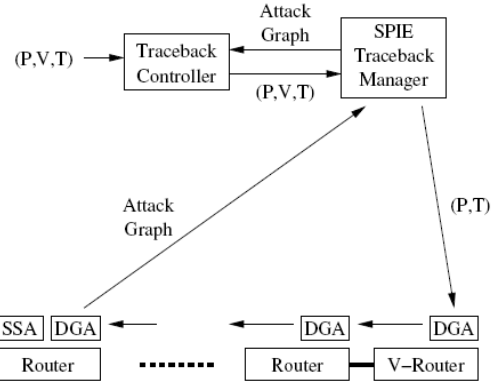 Attack
Graph
SPIE
Traceback
Manager
Traceback
Controller
(P,V,T)
(P,V,T)
Attack
Graph
(P,T)
SSA DGA DGA DGA
Router Router V-Router